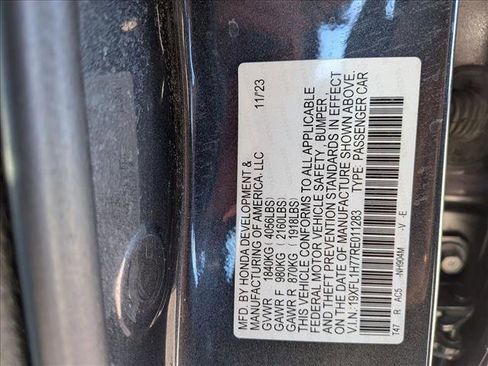 MFD. BY HONDA DEVELOPMENT &
MANUFACTURING OF AMERICA, LLC 11/23
GVWR 1840KG ( 4056LBS)
GAWR F 980KG ( 2160LBS)
GAWR R 870KG ( 1918LBS)
THIS VEHICLE CONFORMS TO ALL APPLICABLE
FEDERAL MOTOR VEHICLE SAFETY , BUMPER ,
AND THEFT PREVENTION STANDARDS IN EFFECT
ON THE DATE OF MANUFACTURE SHOWN ABOVE.
V.I.N: 19XFL1H77RE011283 TYPE: PASSENGER CAR
T47 R AC5 -NH904M -V -E